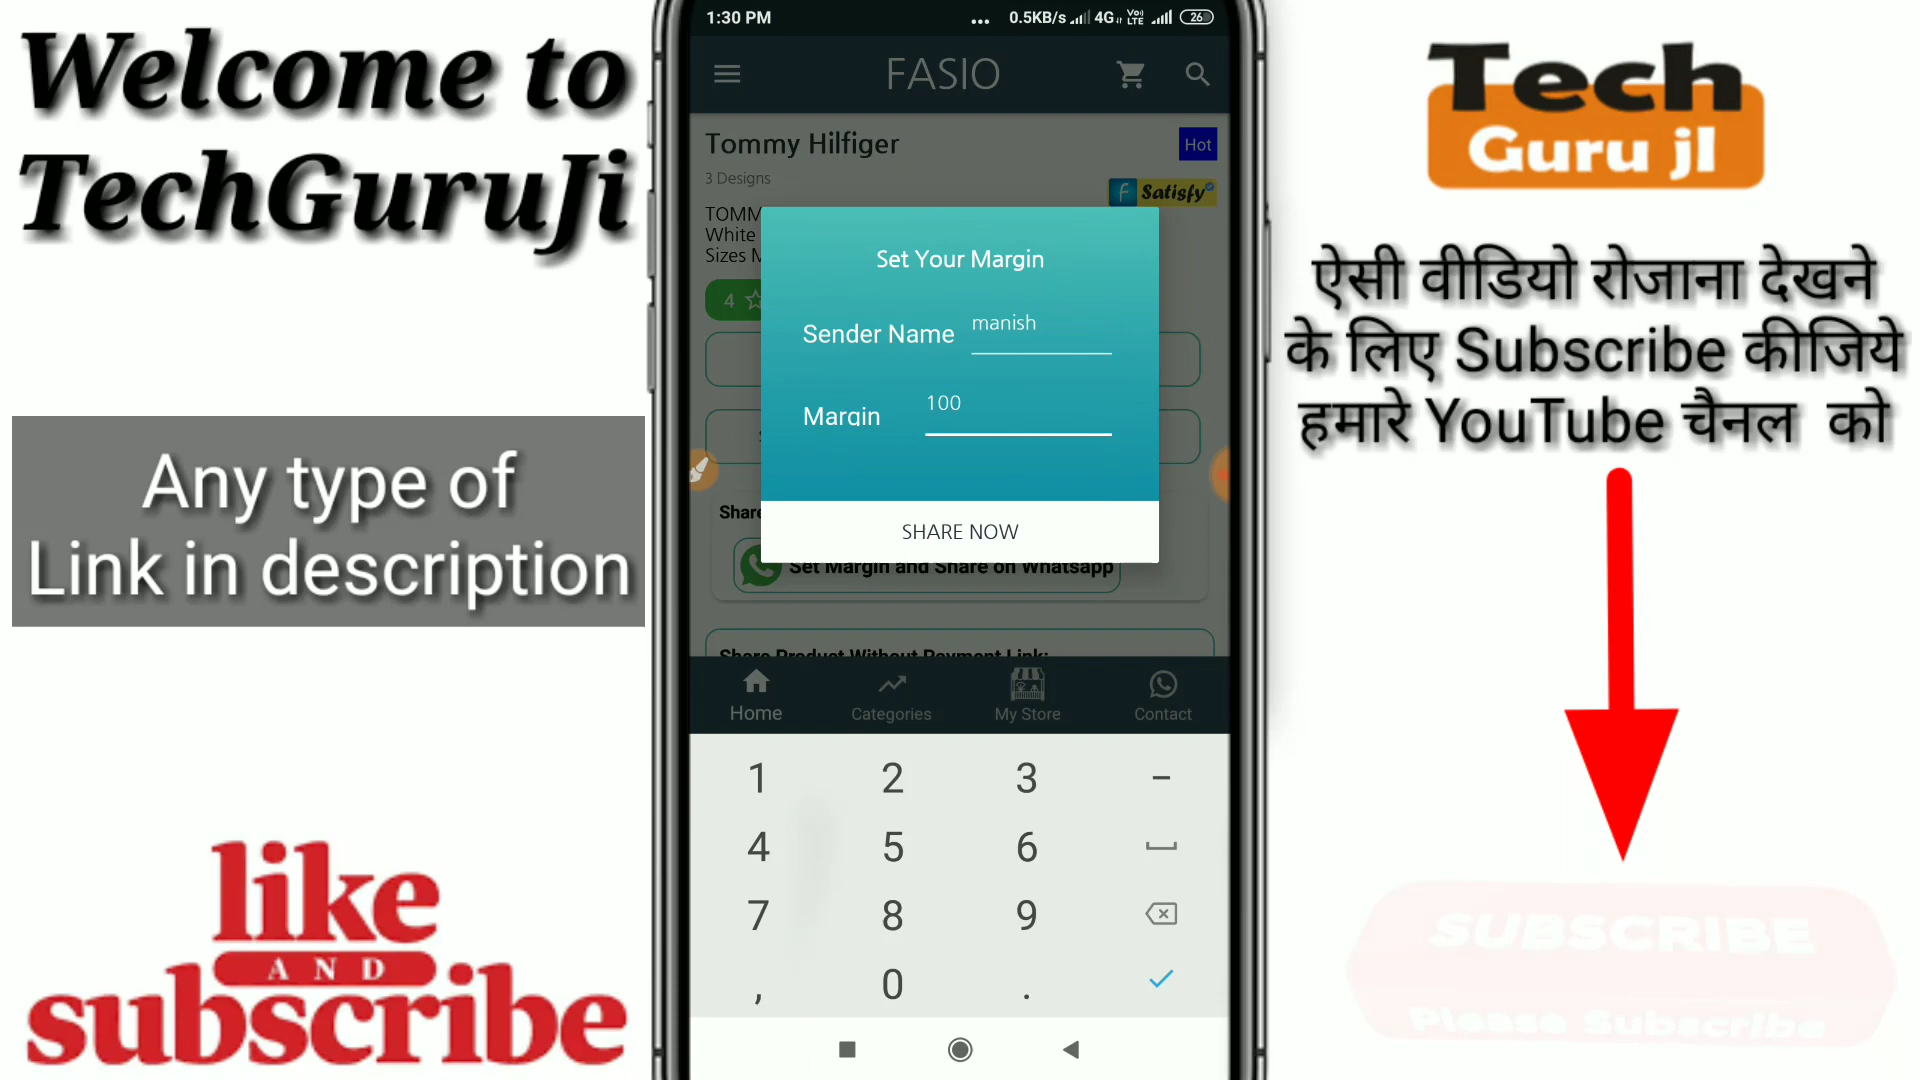 Welcome to
TechGuruJi
Any type of
Link in description
like
AND
subscribe
1:30 PM
... 0.5KB/s 4G Vo) LTE 26
FASIO
Tommy Hilfiger
Hot
3 Designs
f Satisfy
TOMM
White
Sizes M
4
Set Your Margin
Sender Name manish
Margin 100
SHARE NOW
Share
Set Margin and Share on Whatsapp
Share Product Without Payment Link:
Home Categories My Store Contact
1 2 3 –
4 5 6
7 8 9
, 0 .
Tech
Guru jI
ऐसी वीडियो रोजाना देखने
के लिए Subscribe कीजिये
हमारे YouTube चैनल को
SUBSCRIBE
Please Subscribe